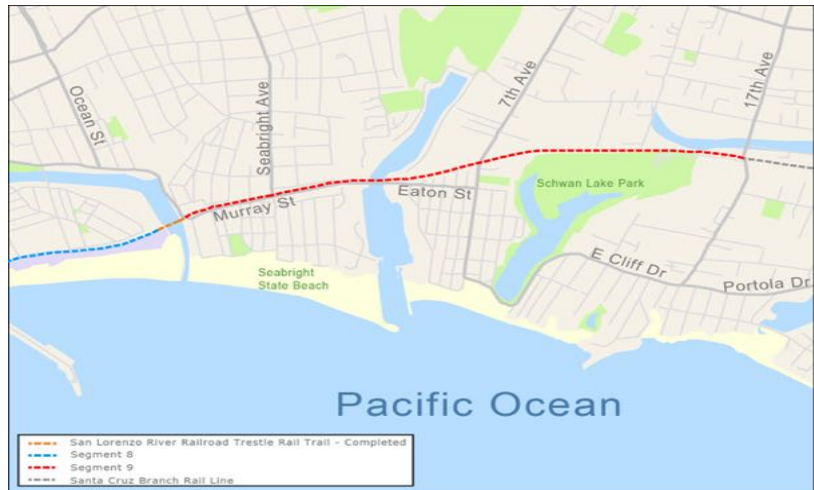 Ocean St
Seabright Ave
7th Ave
17th Ave
Murray St
Eaton St
Schwan Lake Park
E Cliff Dr
Portola Dr
Seabright
State Beach
Pacific Ocean
San Lorenzo River Railroad Trestle Rail Trail - Completed
Segment 8
Segment 9
Santa Cruz Branch Rail Line